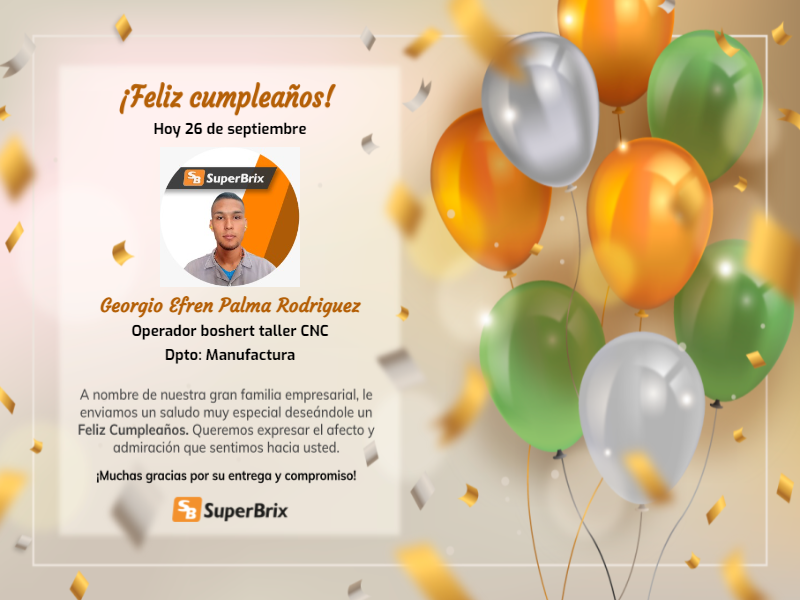 ¡Feliz cumpleaños!
Hoy 26 de septiembre
SB SuperBrix
Georgio Efren Palma Rodriguez
Operador boshert taller CNC
Dpto: Manufactura
A nombre de nuestra gran familia empresarial, le
enviamos un saludo muy especial deseándole un
Feliz Cumpleaños. Queremos expresar el afecto y
admiración que sentimos hacia usted.
¡Muchas gracias por su entrega y compromiso!
SB SuperBrix